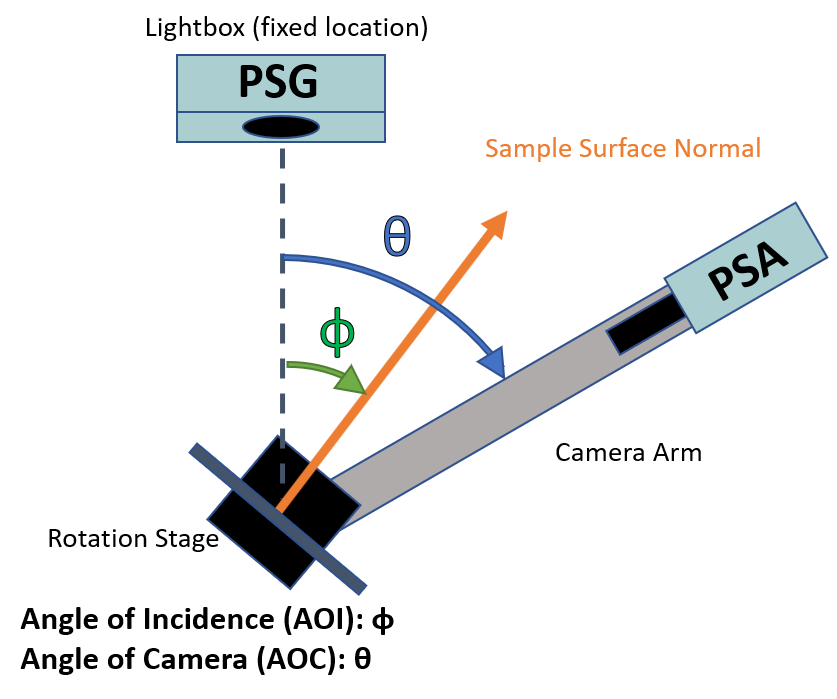 Lightbox (fixed location)
PSG
Sample Surface Normal
θ
PSA
ϕ
Camera Arm
Rotation Stage
Angle of Incidence (AOI): ϕ
Angle of Camera (AOC): θ